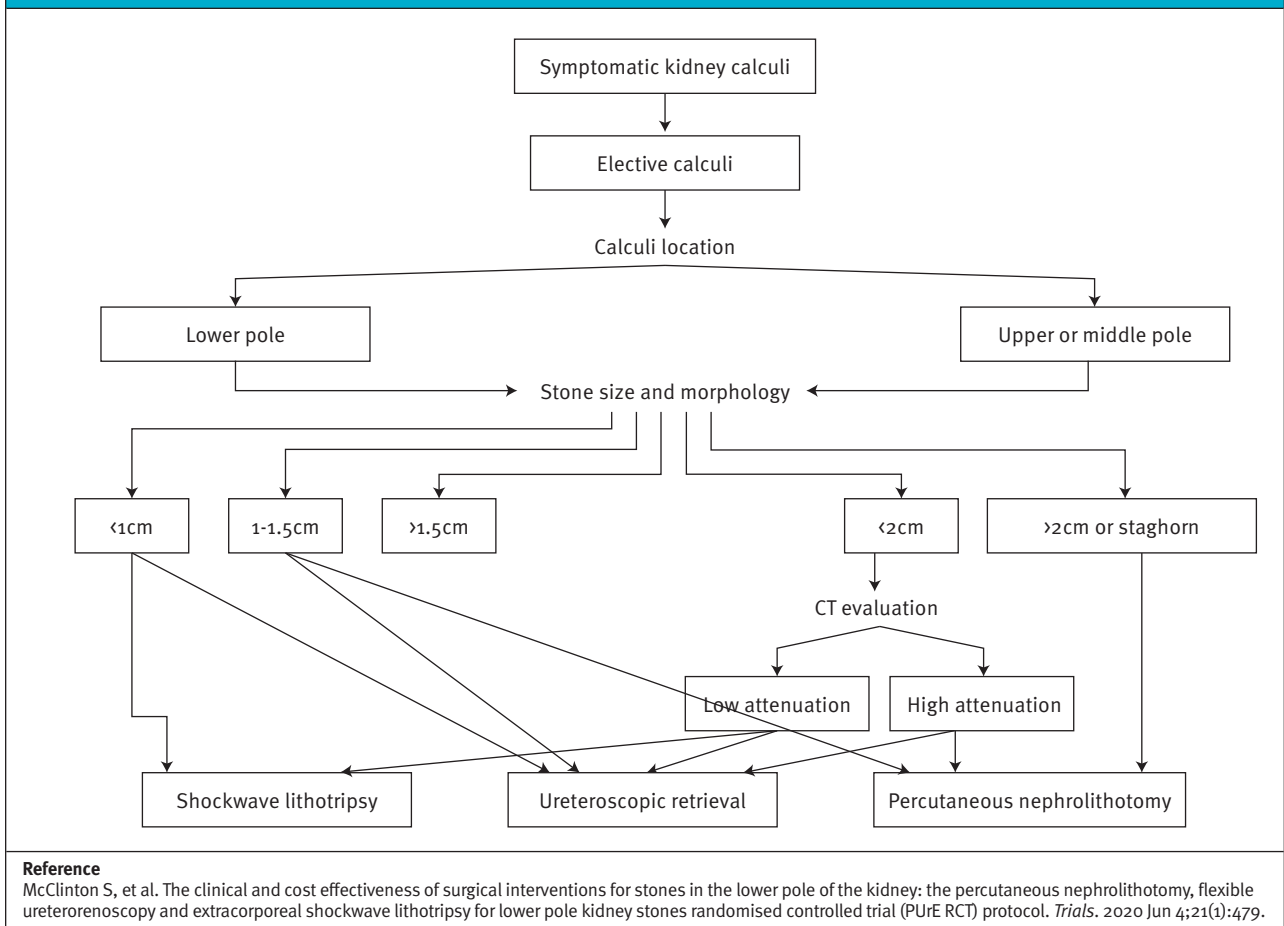 Symptomatic kidney calculi
Elective calculi
Calculi location
Lower pole
Upper or middle pole
Stone size and morphology
<1cm
1-1.5cm
>1.5cm
<2cm
>2cm or staghorn
CT evaluation
Low attenuation
High attenuation
Shockwave lithotripsy
Ureteroscopic retrieval
Percutaneous nephrolithotomy
Reference
McClinton S, et al. The clinical and cost effectiveness of surgical interventions for stones in the lower pole of the kidney: the percutaneous nephrolithotomy, flexible
ureterorenoscopy and extracorporeal shockwave lithotripsy for lower pole kidney stones randomised controlled trial (PUrE RCT) protocol. Trials. 2020 Jun 4;21(1):479.